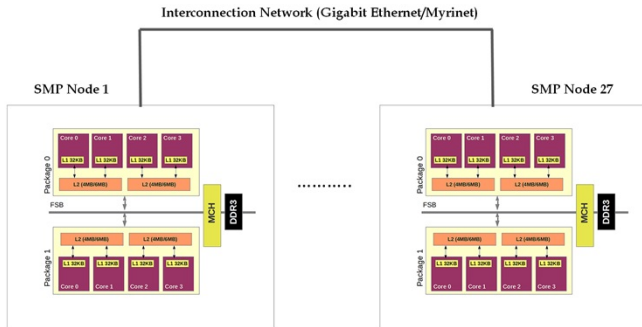 Interconnection Network (Gigabit Ethernet/Myrinet)
SMP Node 1
Package 0
Core 0 Core 1 Core 2 Core 3
L1 32KB L1 32KB L1 32KB L1 32KB
L2 (4MB/6MB) L2 (4MB/6MB)
FSB
MCH
DDR3
Package 1
L2 (4MB/6MB) L2 (4MB/6MB)
L1 32KB L1 32KB L1 32KB L1 32KB
Core 0 Core 1 Core 2 Core 3
............
SMP Node 27
Package 0
Core 0 Core 1 Core 2 Core 3
L1 32KB L1 32KB L1 32KB L1 32KB
L2 (4MB/6MB) L2 (4MB/6MB)
FSB
MCH
DDR3
Package 1
L2 (4MB/6MB) L2 (4MB/6MB)
L1 32KB L1 32KB L1 32KB L1 32KB
Core 0 Core 1 Core 2 Core 3